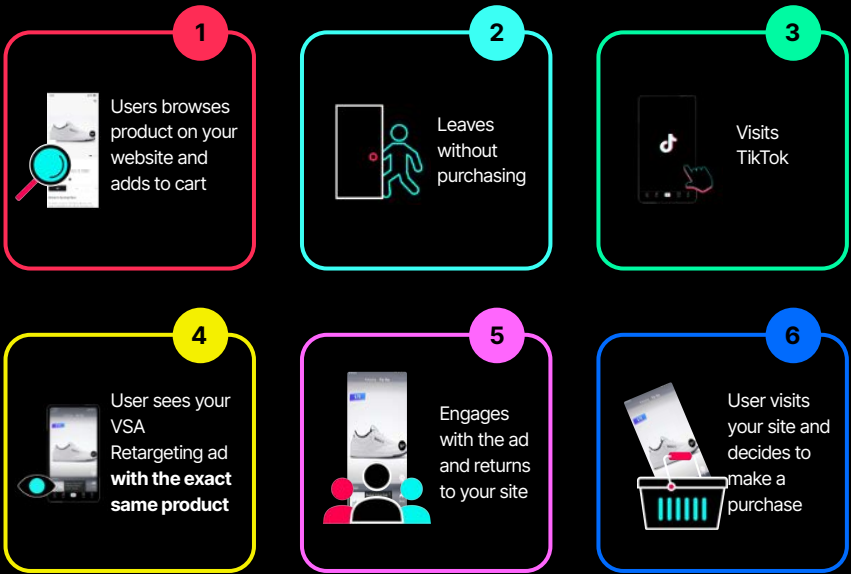 1
Users browses
product on your
website and
adds to cart
2
Leaves
without
purchasing
3
Visits
TikTok
4
User sees your
VSA
Retargeting ad
with the exact
same product
5
Engages
with the ad
and returns
to your site
6
User visits
your site and
decides to
make a
purchase